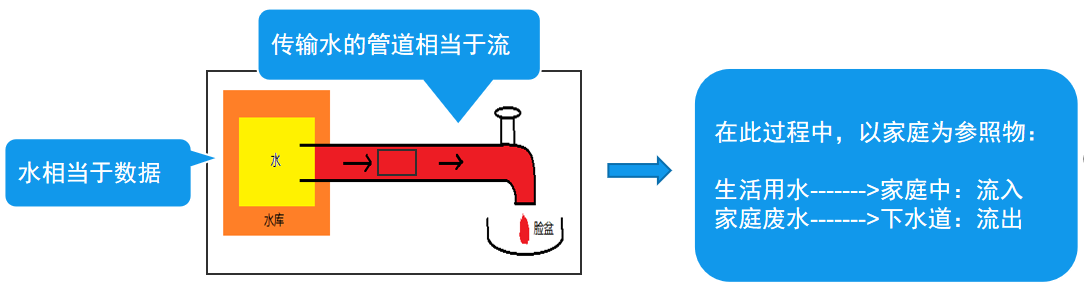 传输水的管道相当于流
水相当于数据
水
水库
脸盆
在此过程中，以家庭为参照物：
生活用水------->家庭中：流入
家庭废水------->下水道：流出